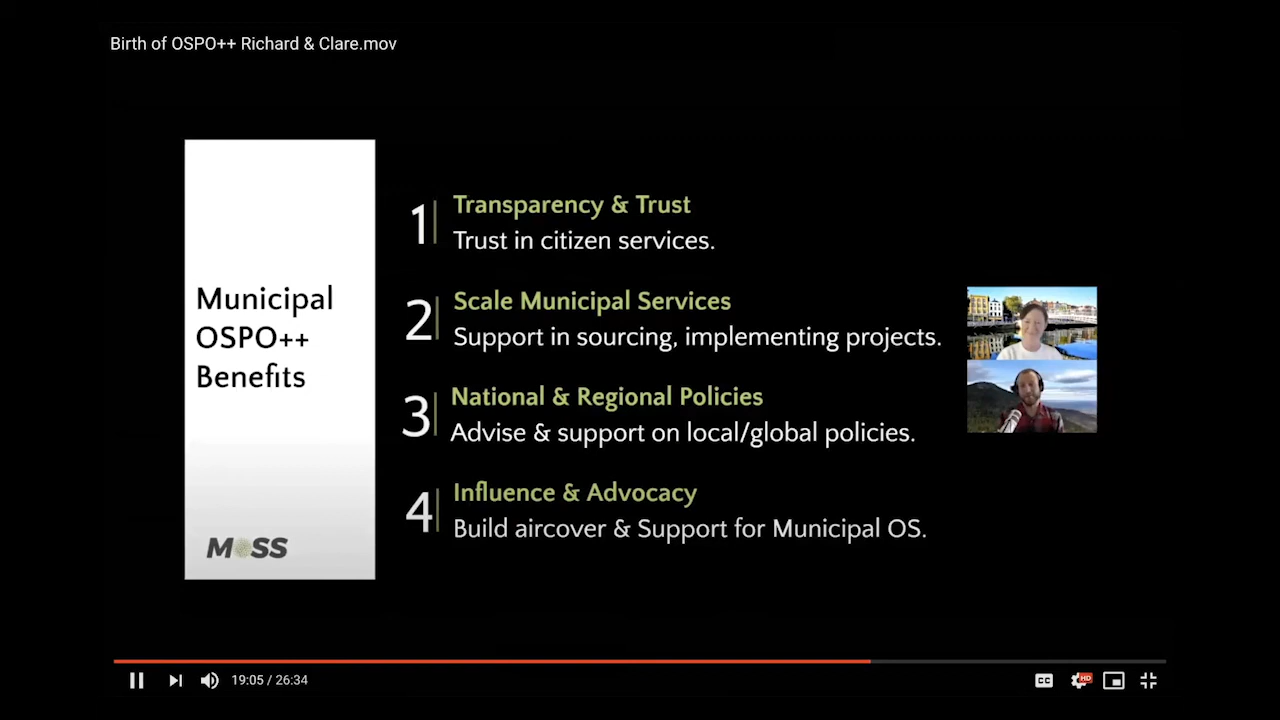 Birth of OSPO++ Richard & Clare.mov
Municipal
OSPO++
Benefits
MOSS
1
Transparency & Trust
Trust in citizen services.
2
Scale Municipal Services
Support in sourcing, implementing projects.
3
National & Regional Policies
Advise & support on local/global policies.
4
Influence & Advocacy
Build aircover & Support for Municipal OS.
19:05 / 26:34
CC
HD